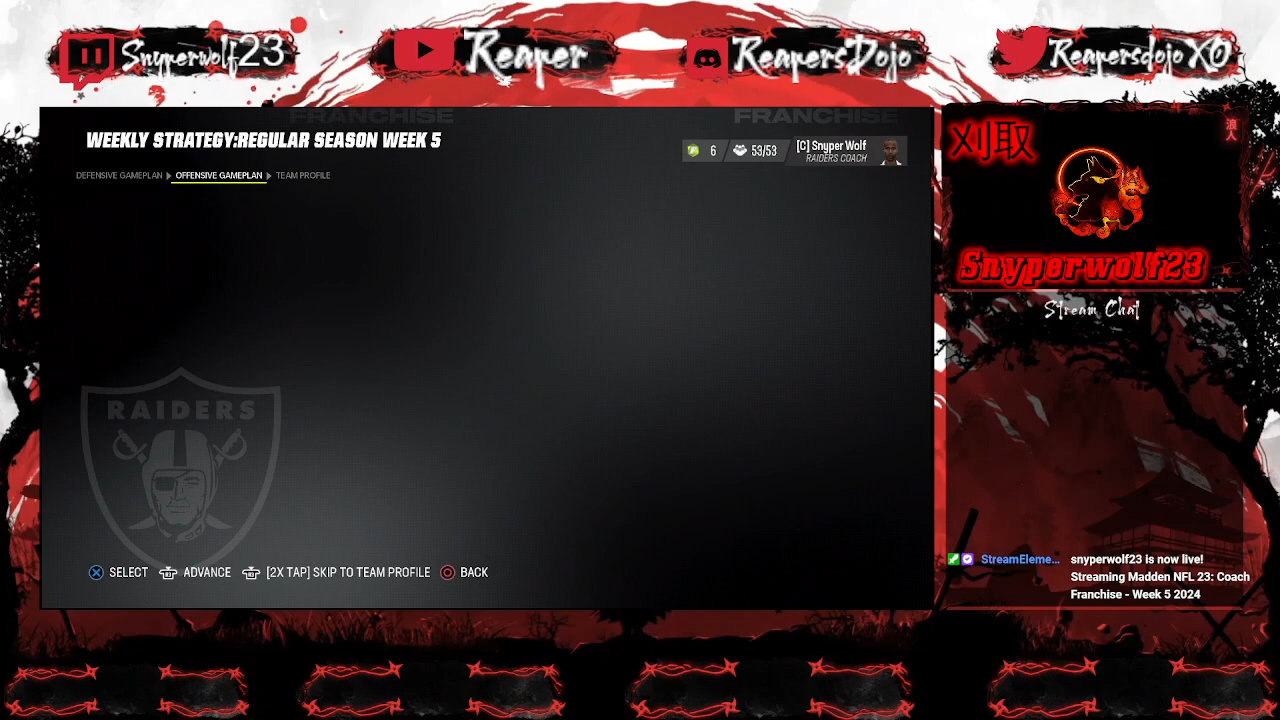 Snyperwolf23
Reaper
ReapersDojo
ReapersdojoXO
FRANCHISE
FRANCHISE
WEEKLY STRATEGY:REGULAR SEASON WEEK 5
6
53/53
[C] Snyper Wolf
RAIDERS COACH
DEFENSIVE GAMEPLAN
OFFENSIVE GAMEPLAN
TEAM PROFILE
RAIDERS
SELECT
ADVANCE
[2X TAP] SKIP TO TEAM PROFILE
BACK
刈取
浪人
Snyperwolf23
Stream Chat
StreamEleme...
snyperwolf23 is now live!
Streaming Madden NFL 23: Coach
Franchise - Week 5 2024